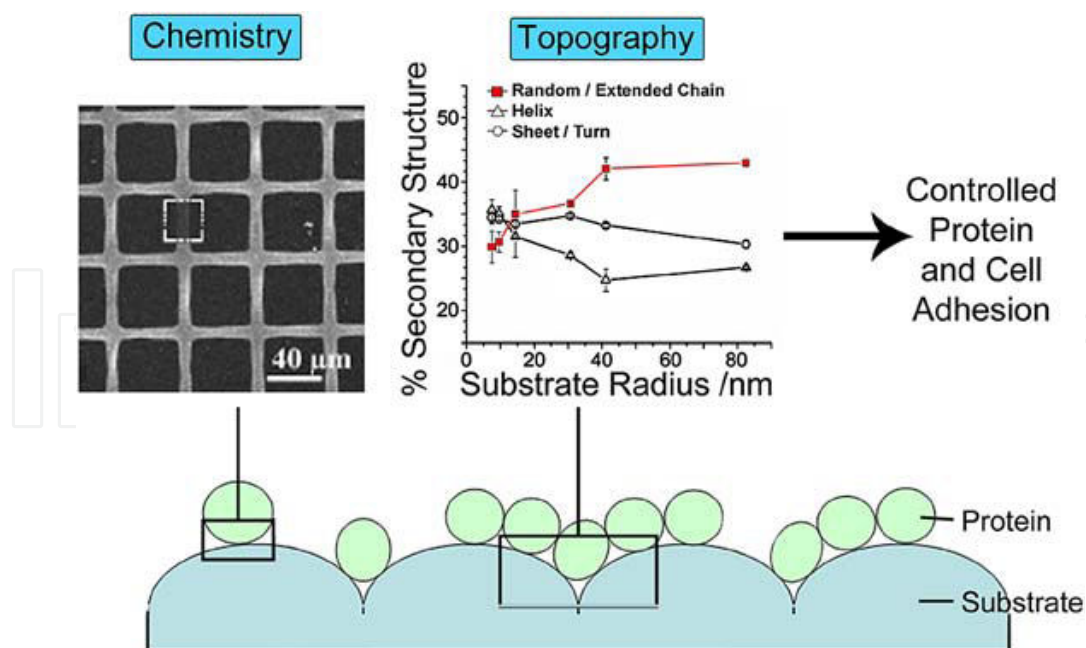 Chemistry
Topography
Random / Extended Chain
Helix
Sheet / Turn
% Secondary Structure
50
40
30
20
0
20
40
60
80
Substrate Radius /nm
40 μm
Controlled
Protein
and Cell
Adhesion
Protein
Substrate